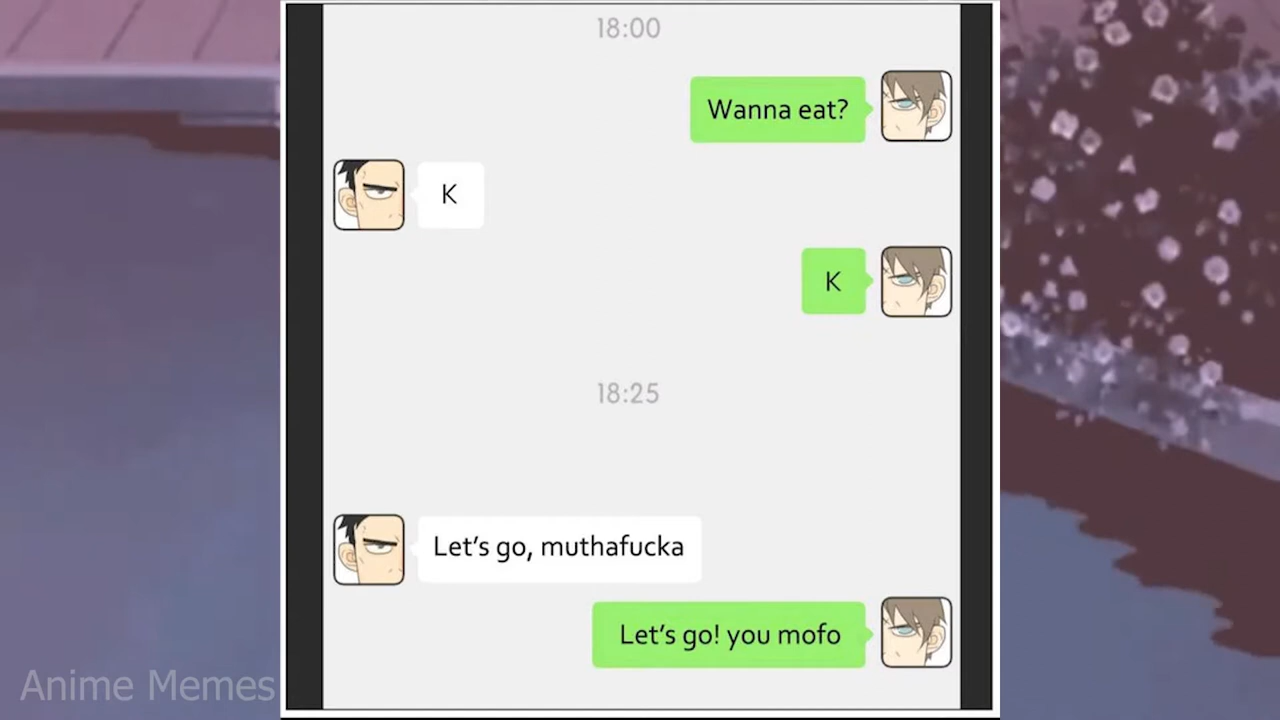 18:00
Wanna eat?
K
K
18:25
Let's go, muthafucka
Let's go! you mofo
Anime Memes